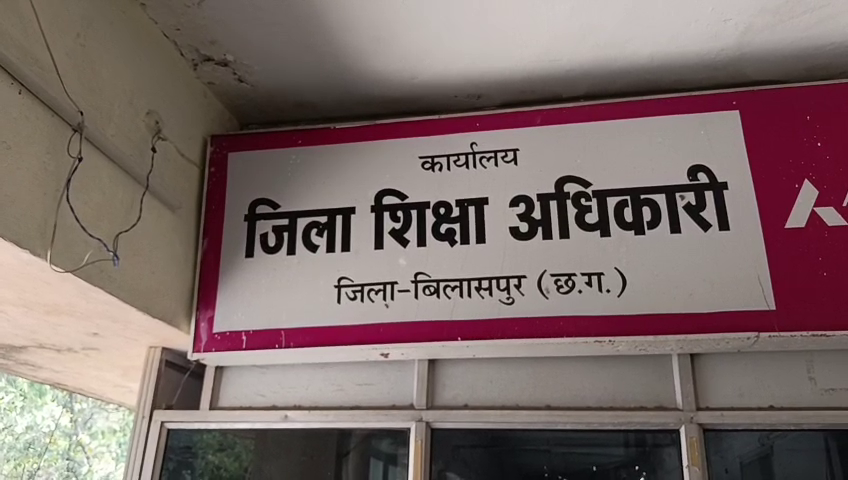 कार्यालय
जिला शिक्षा अधिकारी
जिला-बिलासपुर (छ.ग.)